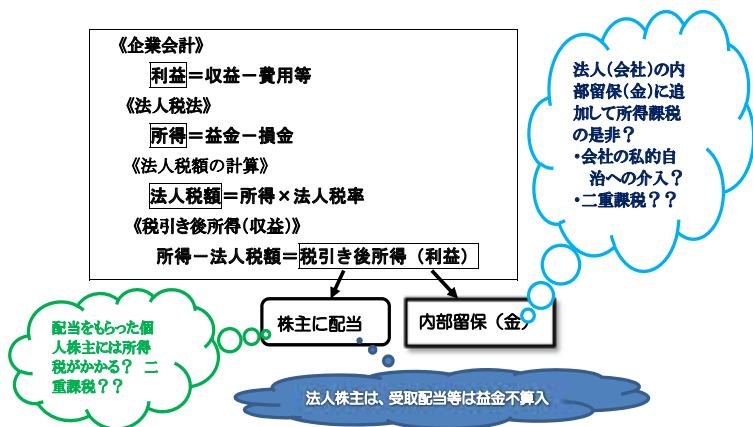 《企業会計》
利益＝収益－費用等
《法人税法》
所得＝益金－損金
《法人税額の計算》
法人税額＝所得×法人税率
《税引き後所得(収益)》
所得－法人税額＝税引き後所得（利益）
法人(会社)の内
部留保(金)に追
加して所得課税
の是非？
・会社の私的自
治への介入？
・二重課税？？
株主に配当
内部留保（金）
配当をもらった個
人株主には所得
税がかかる？ 二
重課税？？
法人株主は、受取配当等は益金不算入